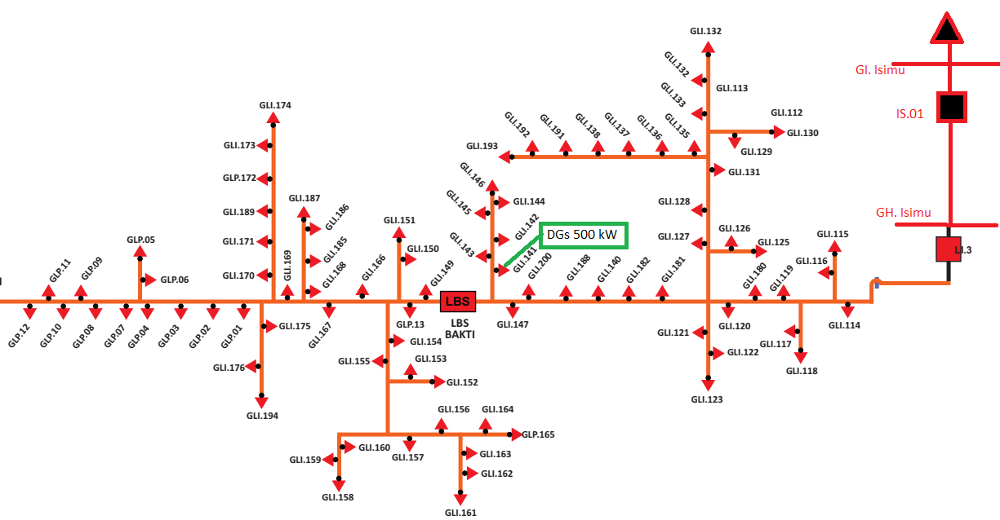 GLI.132
GI. Isimu
GLI.132
GLI.113
GLI.133
IS.01
GLI.174
GLI.112
GLI.130
GLI.192
GLI.191
GLI.138
GLI.137
GLI.136
GLI.135
GLI.173
GLI.193
GLI.129
GLP.172
GLI.146
GLI.131
GLI.187
GLI.186
GLI.145
GLI.144
GLI.128
GLI.189
GH. Isimu
GLI.151
GLI.142
DGs 500 kW
GLI.126
GLI.115
GLP.05
GLI.171
GLI.185
GLI.143
GLI.141
GLI.127
GLI.125
LI.3
GLI.150
GLP.11
GLP.09
GLP.06
GLI.170
GLI.169
GLI.168
GLI.166
GLI.149
GLI.200
GLI.188
GLI.140
GLI.182
GLI.181
GLI.180
GLI.119
GLI.116
LBS
LBS
BAKTI
GLP.12
GLP.10
GLP.08
GLP.07
GLP.04
GLP.03
GLP.02
GLP.01
GLI.175
GLI.167
GLP.13
GLI.147
GLI.120
GLI.114
GLI.154
GLI.121
GLI.117
GLI.176
GLI.155
GLI.153
GLI.122
GLI.118
GLI.152
GLI.194
GLI.123
GLI.156
GLI.164
GLI.160
GLI.157
GLP.165
GLI.159
GLI.163
GLI.162
GLI.158
GLI.161